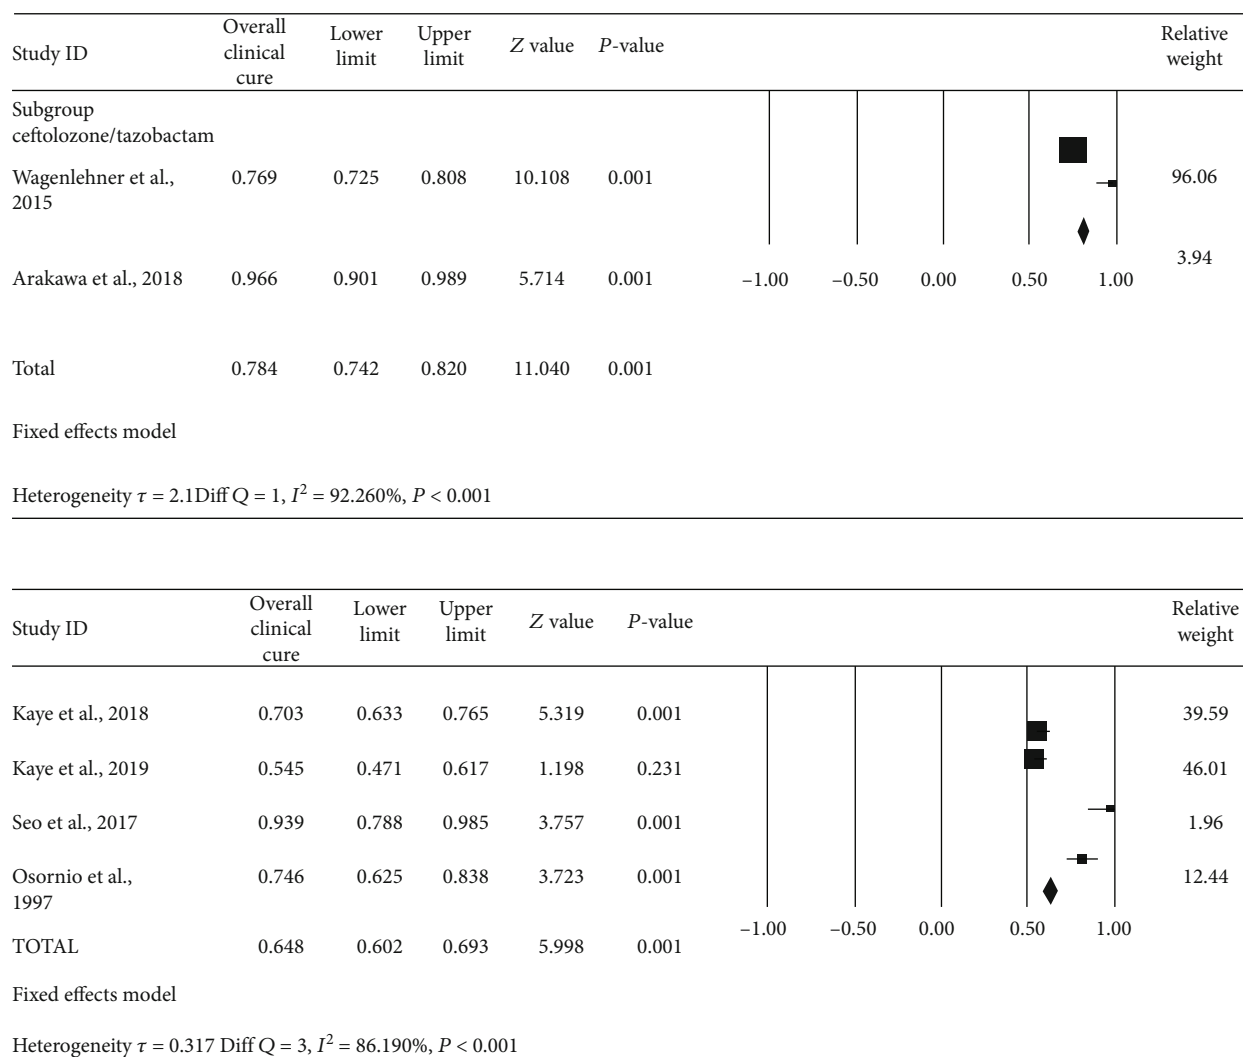 Study ID Overall clinical cure Lower limit Upper limit Z value P-value Relative weight
Subgroup
ceftolozone/tazobactam
Wagenlehner et al., 2015 0.769 0.725 0.808 10.108 0.001 96.06
Arakawa et al., 2018 0.966 0.901 0.989 5.714 0.001 3.94
−1.00 −0.50 0.00 0.50 1.00
Total 0.784 0.742 0.820 11.040 0.001
Fixed effects model
Heterogeneity τ = 2.1Diff Q = 1, I² = 92.260%, P < 0.001
Study ID Overall clinical cure Lower limit Upper limit Z value P-value Relative weight
Kaye et al., 2018 0.703 0.633 0.765 5.319 0.001 39.59
Kaye et al., 2019 0.545 0.471 0.617 1.198 0.231 46.01
Seo et al., 2017 0.939 0.788 0.985 3.757 0.001 1.96
Osornio et al., 1997 0.746 0.625 0.838 3.723 0.001 12.44
−1.00 −0.50 0.00 0.50 1.00
TOTAL 0.648 0.602 0.693 5.998 0.001
Fixed effects model
Heterogeneity τ = 0.317 Diff Q = 3, I² = 86.190%, P < 0.001